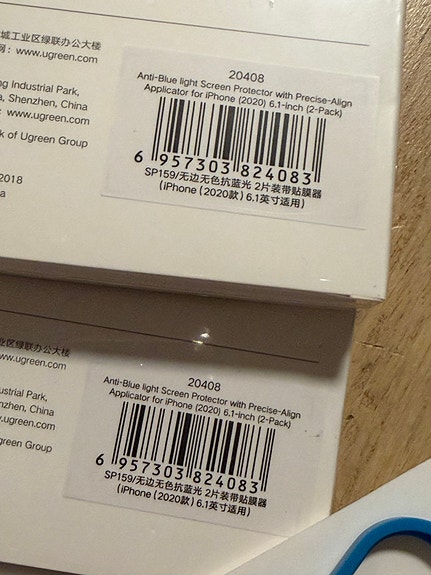 城工业区绿联办公大楼
网：www.ugreen.com
ng Industrial Park,
a, Shenzhen, China
: www.ugreen.com
k of Ugreen Group
2018
na
20408
Anti-Blue light Screen Protector with Precise-Align
Applicator for iPhone (2020) 6.1-inch (2-Pack)
6 957303 824083
SP159/无边无色抗蓝光 2片装带贴膜器
(iPhone (2020款) 6.1英寸适用)
业区绿联办公大楼
www.ugreen.com
ustrial Park,
nzhen, China
ugreen.com
green Group
20408
Anti-Blue light Screen Protector with Precise-Align
Applicator for iPhone (2020) 6.1-inch (2-Pack)
6 957303 824083
SP159/无边无色抗蓝光 2片装带贴膜器
(iPhone (2020款) 6.1英寸适用)